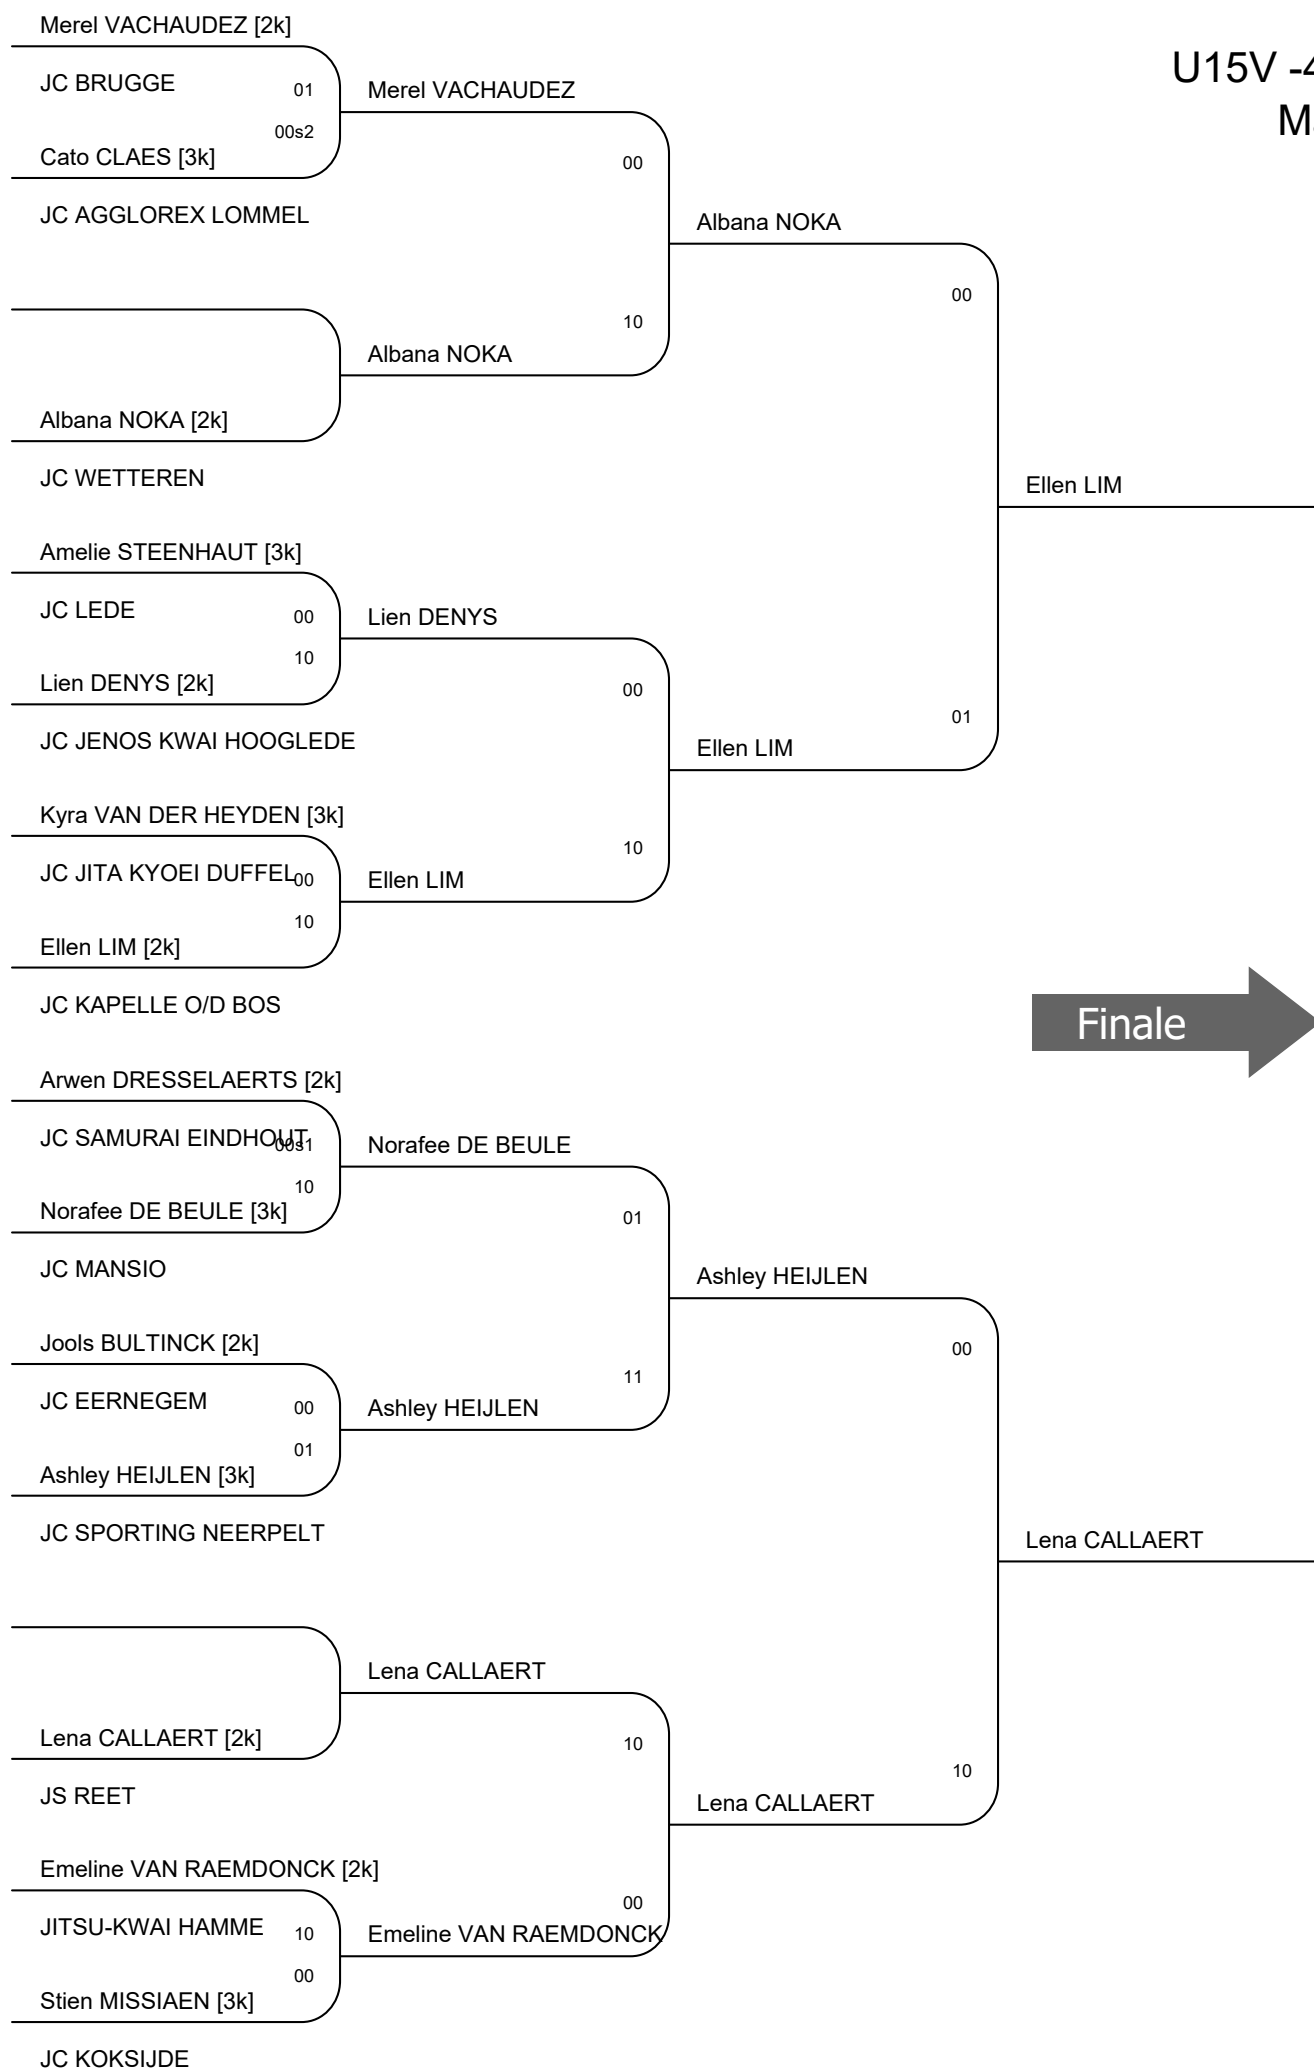 Merel VACHAUDEZ [2k]
JC BRUGGE
01
Merel VACHAUDEZ
00s2
Cato CLAES [3k]
JC AGGLOREX LOMMEL
00
Albana NOKA
00
10
Albana NOKA
Albana NOKA [2k]
JC WETTEREN
Ellen LIM
Amelie STEENHAUT [3k]
JC LEDE
00
Lien DENYS
10
Lien DENYS [2k]
00
JC JENOS KWAI HOOGLEDE
01
Ellen LIM
Kyra VAN DER HEYDEN [3k]
10
JC JITA KYOEI DUFFEL
00
Ellen LIM
10
Ellen LIM [2k]
JC KAPELLE O/D BOS
Finale
Arwen DRESSELAERTS [2k]
JC SAMURAI EINDHOUT
00s1
Norafee DE BEULE
10
Norafee DE BEULE [3k]
01
JC MANSIO
Ashley HEIJLEN
Jools BULTINCK [2k]
00
11
JC EERNEGEM
00
Ashley HEIJLEN
01
Ashley HEIJLEN [3k]
JC SPORTING NEERPELT
Lena CALLAERT
Lena CALLAERT
Lena CALLAERT [2k]
10
JS REET
10
Lena CALLAERT
Emeline VAN RAEMDONCK [2k]
00
JITSU-KWAI HAMME
10
Emeline VAN RAEMDONCK
00
Stien MISSIAEN [3k]
JC KOKSIJDE
U15V -4